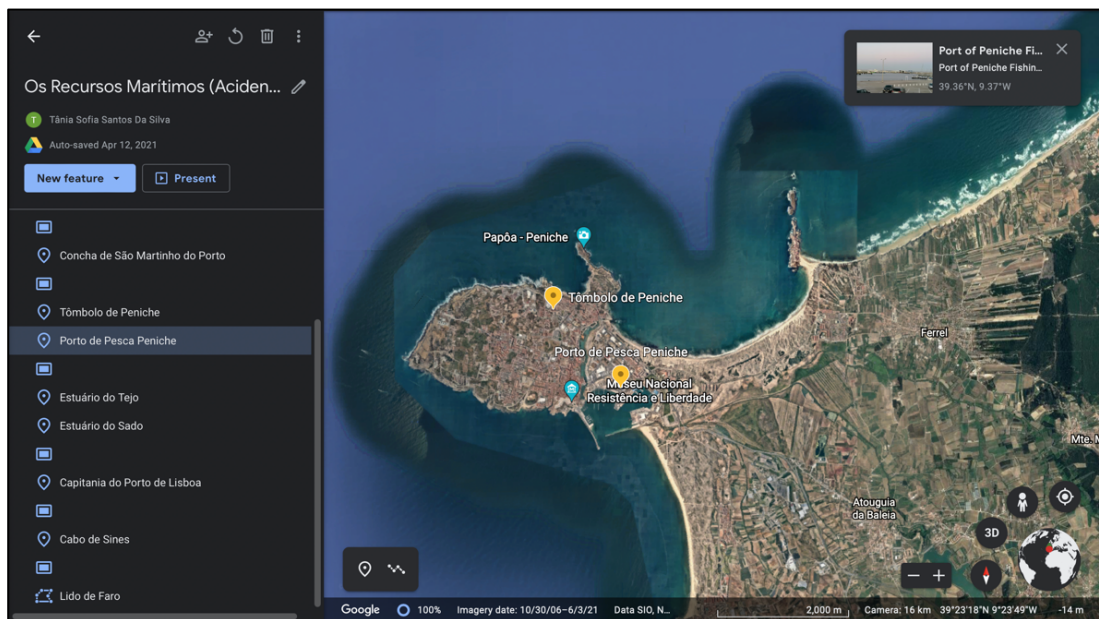 Os Recursos Marítimos (Aciden...
T Tânia Sofia Santos Da Silva
Auto-saved Apr 12, 2021
New feature
Present
Concha de São Martinho do Porto
Tômbolo de Peniche
Porto de Pesca Peniche
Estuário do Tejo
Estuário do Sado
Capitania do Porto de Lisboa
Cabo de Sines
Lido de Faro
Port of Peniche Fi...
Port of Peniche Fishin...
39.36°N, 9.37°W
Papôa - Peniche
Tômbolo de Peniche
Ferrel
Porto de Pesca Peniche
Museu Nacional
Resistência e Liberdade
Mte.
Atouguia
da Baleia
3D
Google
100%
Imagery date: 10/30/06–6/3/21
Data SIO, N...
2,000 m
Camera: 16 km
39°23'18"N 9°23'49"W
-14 m